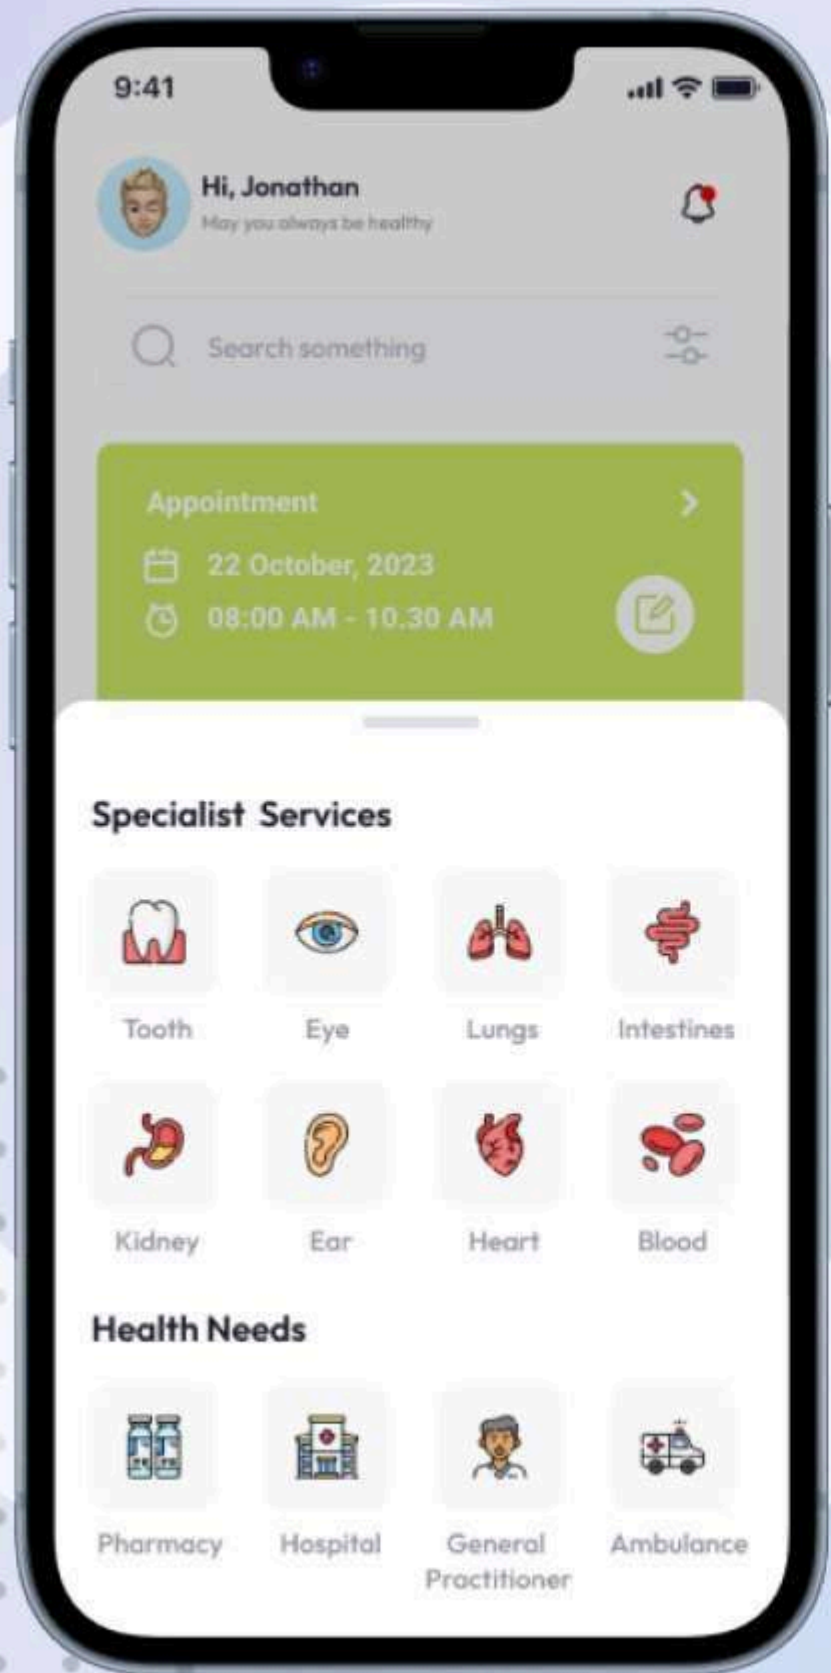 9:41
Hi, Jonathan
May you always be healthy
Search something
Appointment
22 October, 2023
08:00 AM - 10.30 AM
Specialist Services
Tooth Eye Lungs Intestines
Kidney Ear Heart Blood
Health Needs
Pharmacy Hospital General Practitioner Ambulance